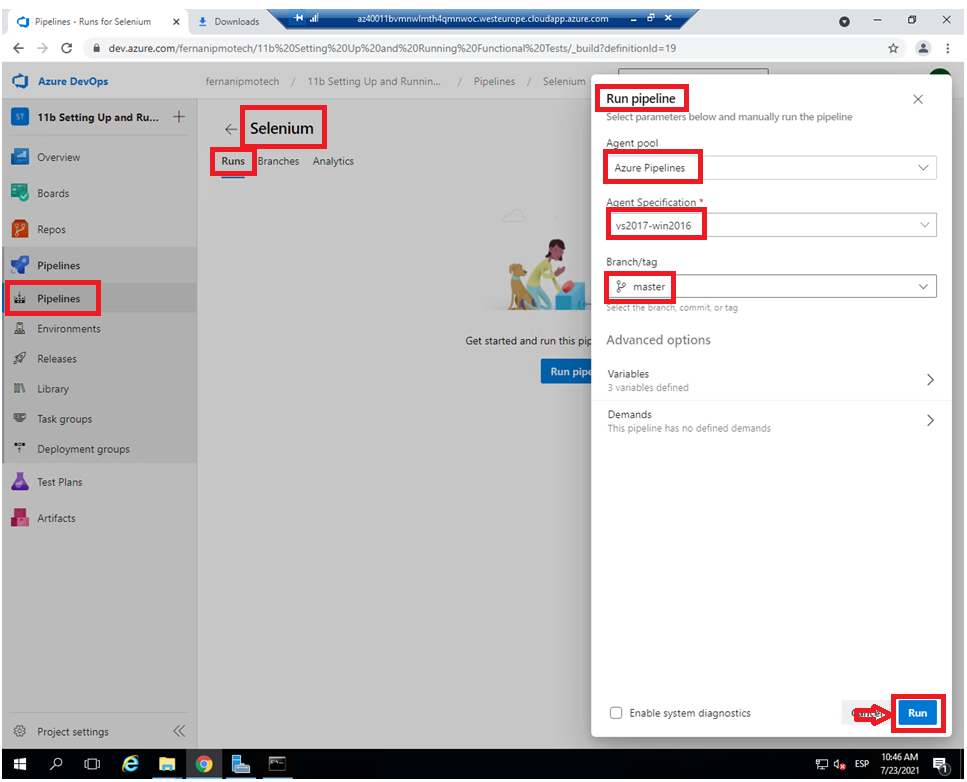 Pipelines - Runs for Selenium
Downloads
az40011bvmnwlmth4qmnwoc.westeurope.cloudapp.azure.com
dev.azure.com/fernanipmotech/11b%20Setting%20Up%20and%20Running%20Functional%20Tests/_build?definitionId=19
Azure DevOps
fernanipmotech / 11b Setting Up and Runnin... / Pipelines / Selenium
ST
11b Setting Up and Ru...
Overview
Boards
Repos
Pipelines
Pipelines
Environments
Releases
Library
Task groups
Deployment groups
Test Plans
Artifacts
Project settings
Selenium
Runs
Branches
Analytics
Get started and run this pip
Run pipe
Run pipeline
Select parameters below and manually run the pipeline
Agent pool
Azure Pipelines
Agent Specification *
vs2017-win2016
Branch/tag
master
Select the branch, commit, or tag
Advanced options
Variables
3 variables defined
Demands
This pipeline has no defined demands
Enable system diagnostics
Run
ESP
10:46 AM
7/23/2021
1